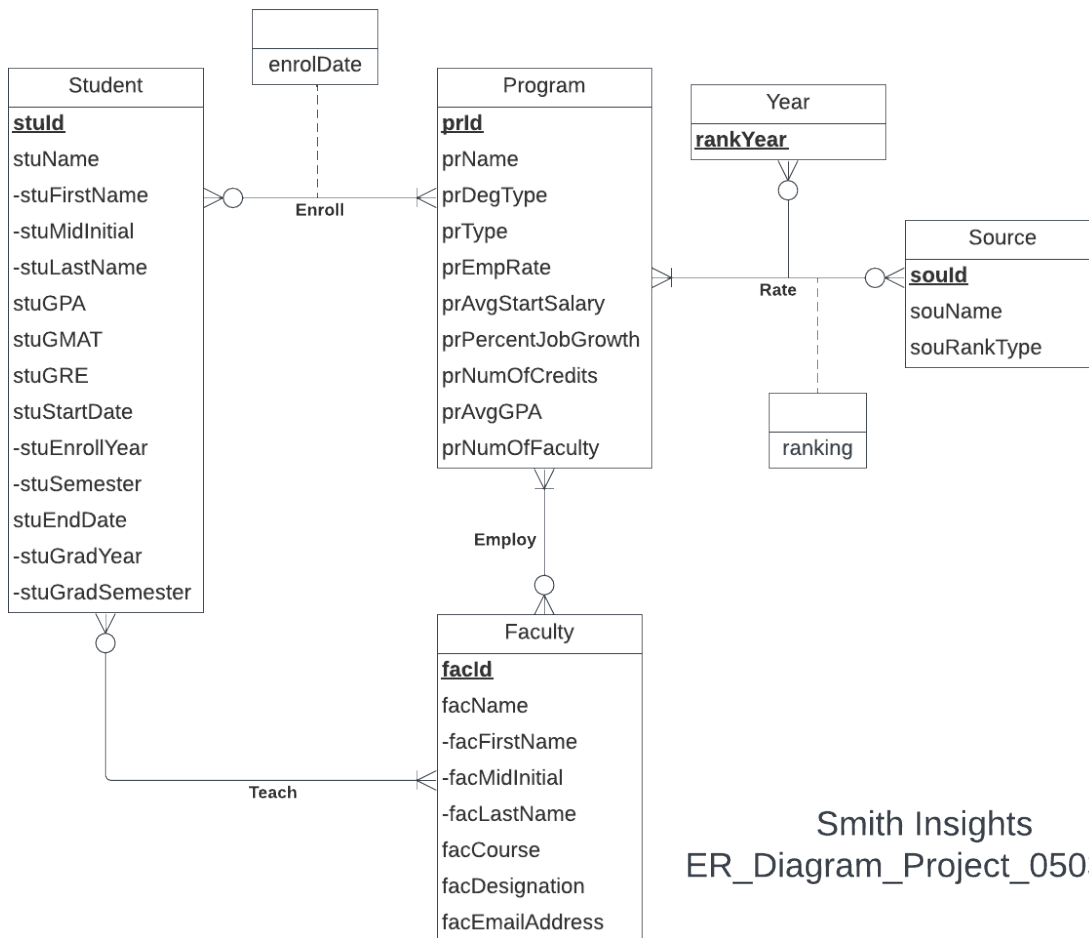 enrolDate
Student
stuId
stuName
-stuFirstName
-stuMidInitial
-stuLastName
stuGPA
stuGMAT
stuGRE
stuStartDate
-stuEnrollYear
-stuSemester
stuEndDate
-stuGradYear
-stuGradSemester
Enroll
Program
prId
prName
prDegType
prType
prEmpRate
prAvgStartSalary
prPercentJobGrowth
prNumOfCredits
prAvgGPA
prNumOfFaculty
Year
rankYear
Rate
Source
souId
souName
souRankType
ranking
Employ
Teach
Faculty
facId
facName
-facFirstName
-facMidInitial
-facLastName
facCourse
facDesignation
facEmailAddress
Smith Insights